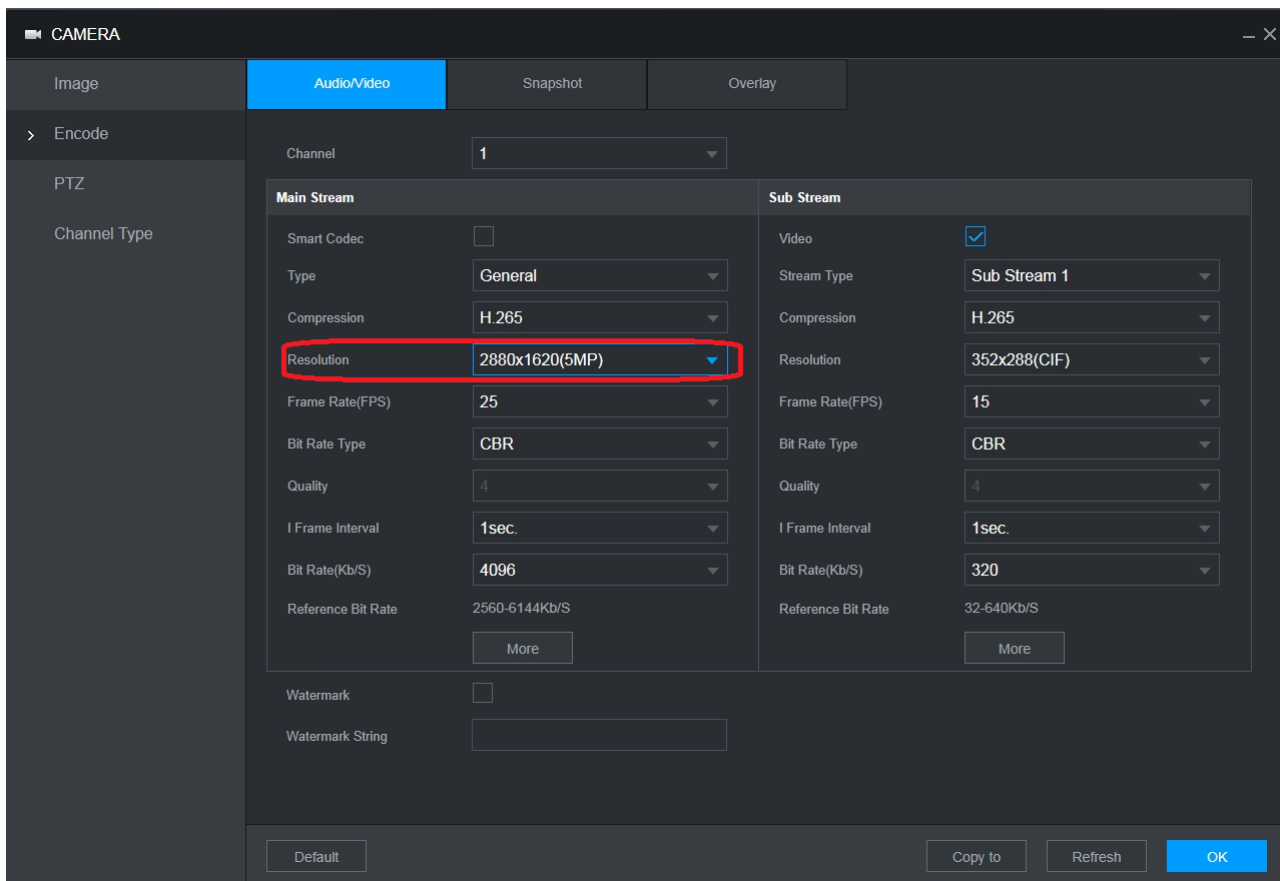 CAMERA
Image
Encode
PTZ
Channel Type
Audio/Video Snapshot Overlay
Channel 1
Main Stream Sub Stream
Smart Codec Video
Type General Stream Type Sub Stream 1
Compression H.265 Compression H.265
Resolution 2880x1620(5MP) Resolution 352x288(CIF)
Frame Rate(FPS) 25 Frame Rate(FPS) 15
Bit Rate Type CBR Bit Rate Type CBR
Quality 4 Quality 4
I Frame Interval 1sec. I Frame Interval 1sec.
Bit Rate(Kb/S) 4096 Bit Rate(Kb/S) 320
Reference Bit Rate 2560-6144Kb/S Reference Bit Rate 32-640Kb/S
More More
Watermark
Watermark String
Default Copy to Refresh OK